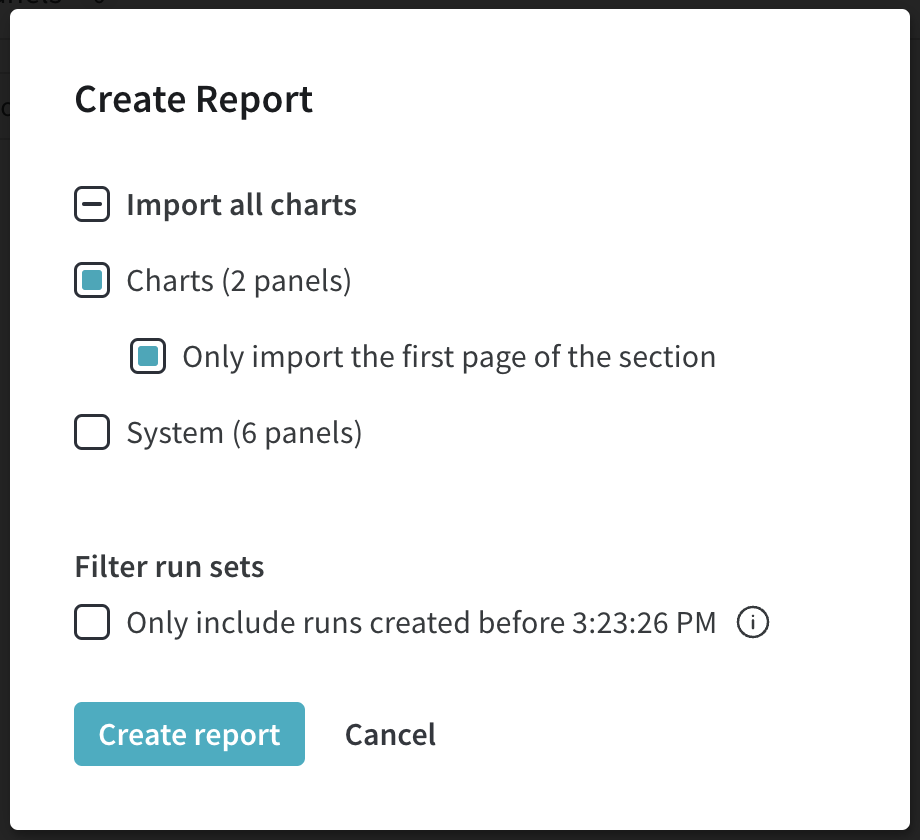 Create Report
Import all charts
Charts (2 panels)
Only import the first page of the section
System (6 panels)
Filter run sets
Only include runs created before 3:23:26 PM
Create report
Cancel